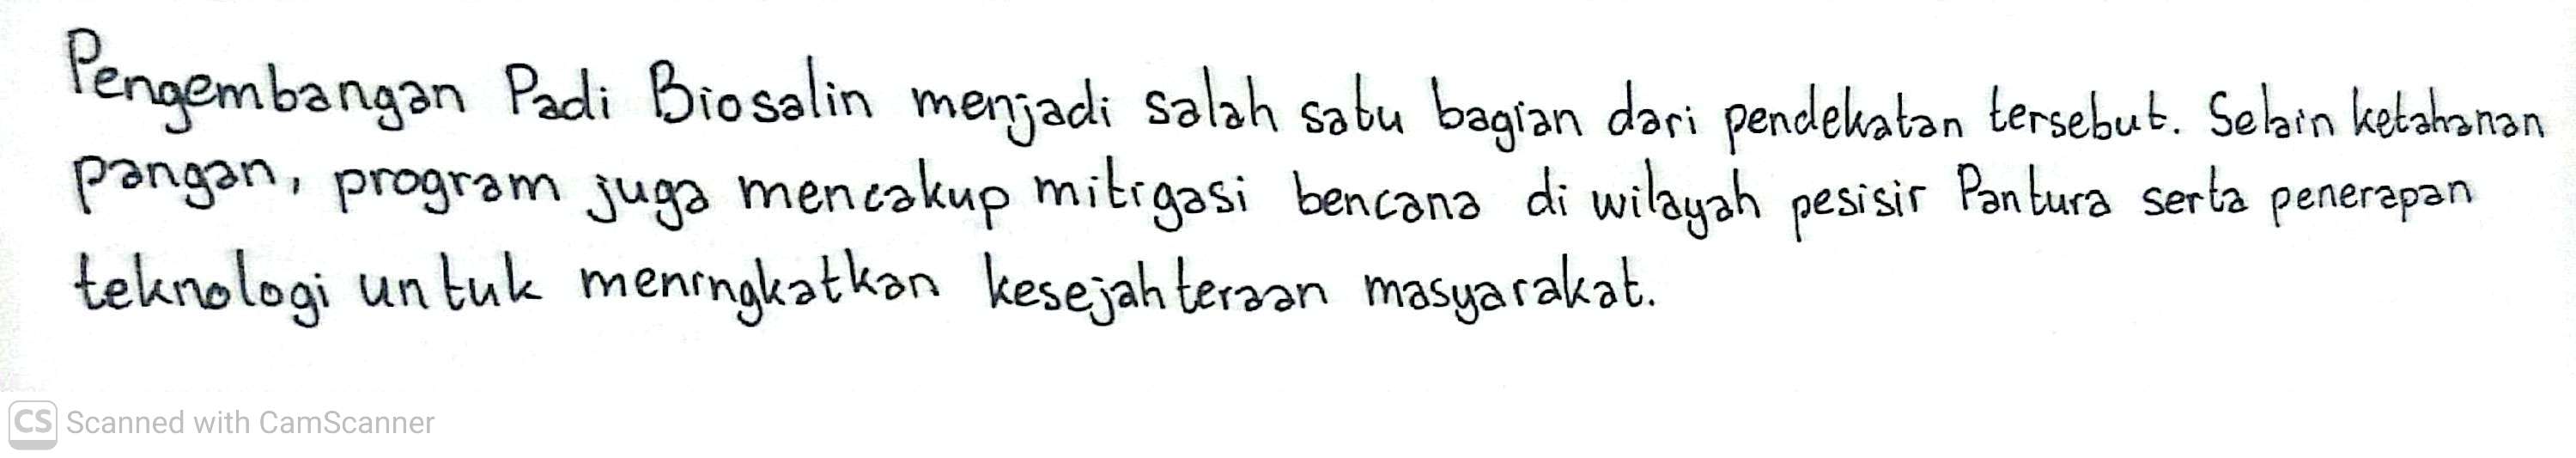 Pengembangan Padi Biosalin menjadi salah satu bagian dari pendekatan tersebut. Selain ketahanan
pangan, program juga mencakup mitigasi bencana di wilayah pesisir Pantura serta penerapan
teknologi untuk meningkatkan kesejahteraan masyarakat.
CS Scanned with CamScanner